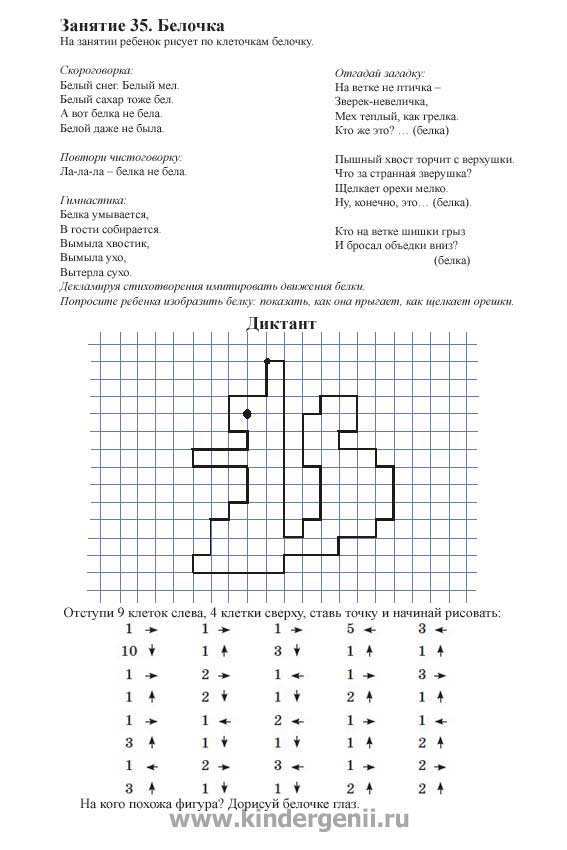 Занятие 35. Белочка
На занятии ребенок рисует по клеточкам белочку.
Скороговорка:
Белый снег. Белый мел.
Белый сахар тоже бел.
А вот белка не бела.
Белой даже не была.
Повтори чистоговорку:
Ла-ла-ла – белка не бела.
Гимнастика:
Белка умывается,
В гости собирается.
Вымыла хвостик,
Вымыла ухо,
Вытерла сухо.
Отгадай загадку:
На ветке не птичка –
Зверек-невеличка,
Мех теплый, как грелка.
Кто же это? … (белка)
Пышный хвост торчит с верхушки.
Что за странная зверушка?
Щелкает орехи мелко.
Ну, конечно, это… (белка).
Кто на ветке шишки грыз
И бросал объедки вниз?
(белка)
Декламируя стихотворения имитировать движения белки.
Попросите ребенка изобразить белку: показать, как она прыгает, как щелкает орешки.
Диктант
Отступи 9 клеток слева, 4 клетки сверху, ставь точку и начинай рисовать:
1 → 1 → 1 → 5 ← 3 ←
10 ↓ 1 ↑ 3 ↓ 1 ↑ 1 ↑
1 → 2 → 1 ← 1 → 3 →
1 ↑ 2 ↓ 1 ↓ 2 ↑ 1 ↑
1 → 1 ← 2 ← 1 → 1 ←
3 ↑ 1 ↓ 1 ↓ 1 ↑ 2 ↑
1 ← 2 → 3 ← 1 → 2 →
3 ↑ 1 ↓ 1 ↓ 2 ↑ 2 ↑
На кого похожа фигура? Дорисуй белочке глаз.
www.kindergenii.ru